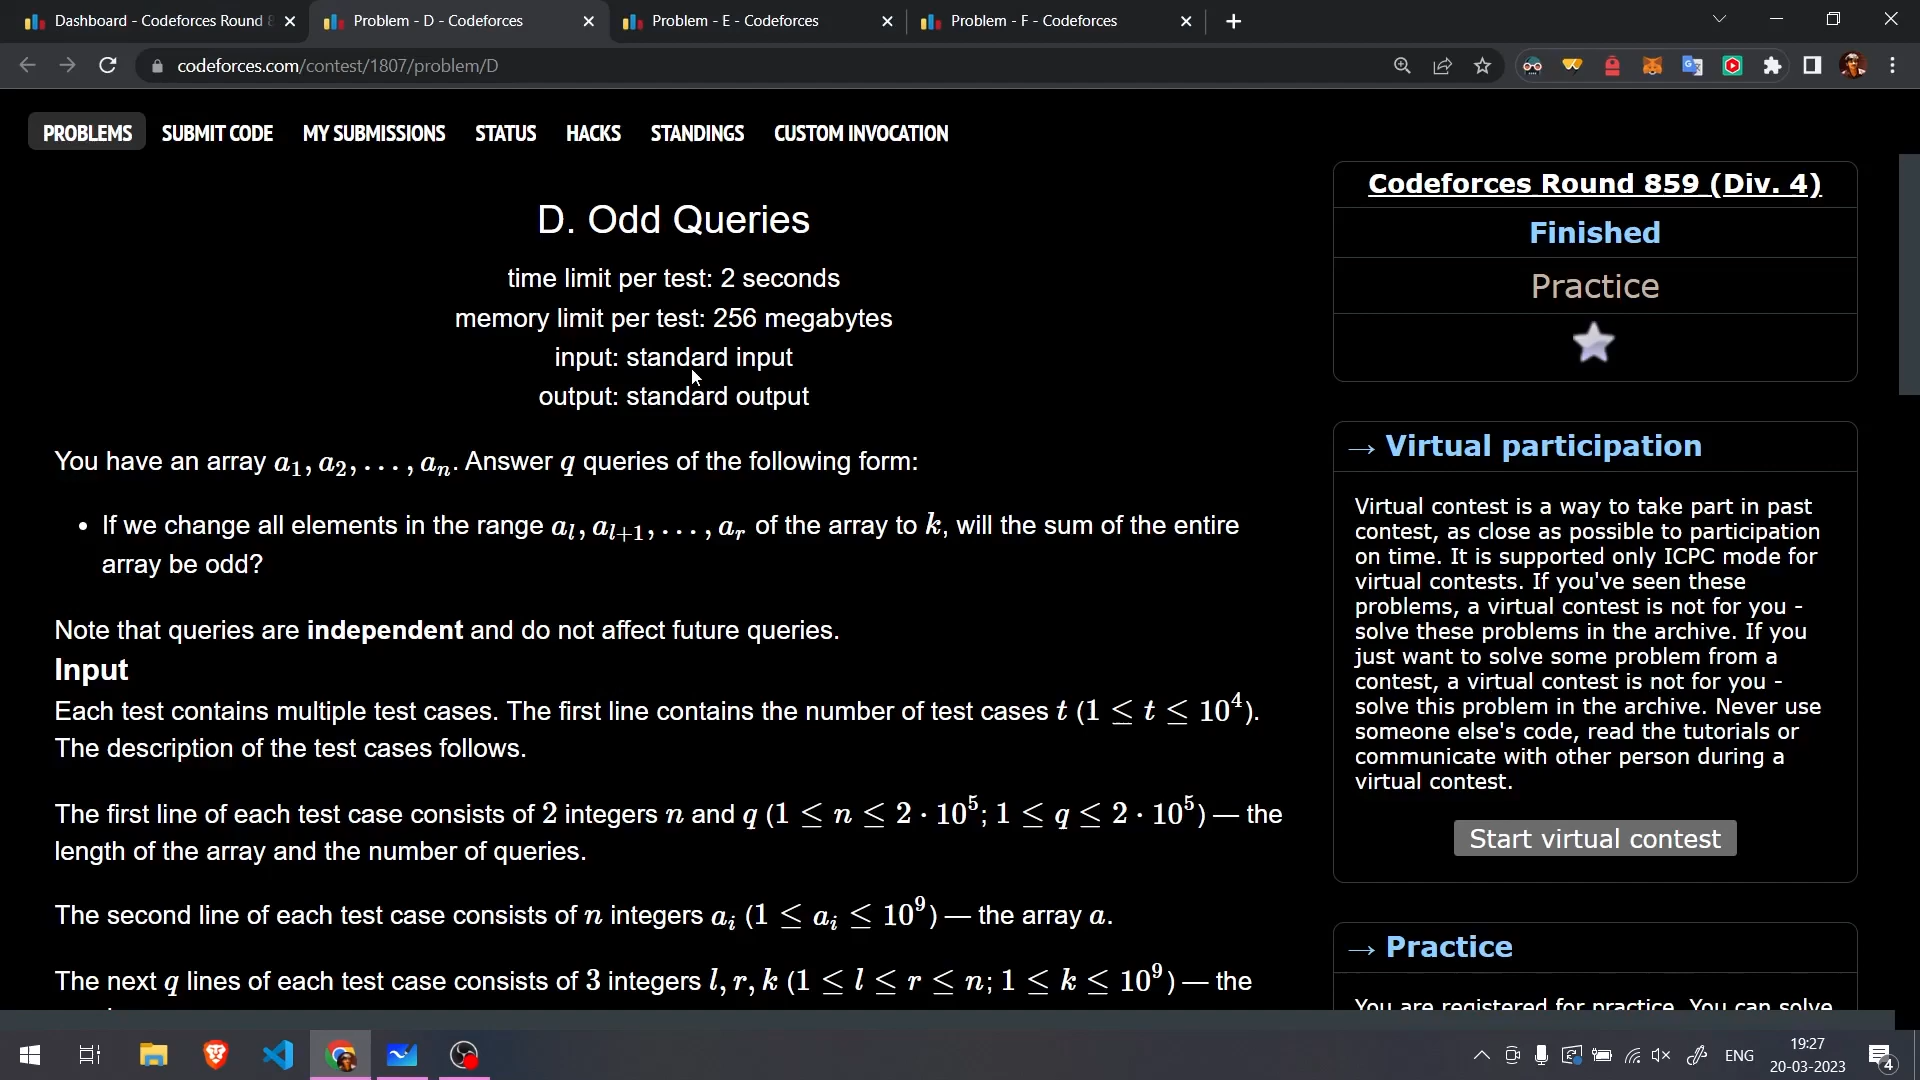 Dashboard - Codeforces Round 8
Problem - D - Codeforces
Problem - E - Codeforces
Problem - F - Codeforces
codeforces.com/contest/1807/problem/D
PROBLEMS SUBMIT CODE MY SUBMISSIONS STATUS HACKS STANDINGS CUSTOM INVOCATION
D. Odd Queries
time limit per test: 2 seconds
memory limit per test: 256 megabytes
input: standard input
output: standard output
You have an array a₁, a₂, …, aₙ. Answer q queries of the following form:
• If we change all elements in the range aₗ, aₗ₊₁, …, aᵣ of the array to k, will the sum of the entire
array be odd?
Note that queries are independent and do not affect future queries.
Input
Each test contains multiple test cases. The first line contains the number of test cases t (1 ≤ t ≤ 10⁴).
The description of the test cases follows.
The first line of each test case consists of 2 integers n and q (1 ≤ n ≤ 2 · 10⁵; 1 ≤ q ≤ 2 · 10⁵) — the
length of the array and the number of queries.
The second line of each test case consists of n integers aᵢ (1 ≤ aᵢ ≤ 10⁹) — the array a.
The next q lines of each test case consists of 3 integers l, r, k (1 ≤ l ≤ r ≤ n; 1 ≤ k ≤ 10⁹) — the
Codeforces Round 859 (Div. 4)
Finished
Practice
→ Virtual participation
Virtual contest is a way to take part in past
contest, as close as possible to participation
on time. It is supported only ICPC mode for
virtual contests. If you've seen these
problems, a virtual contest is not for you -
solve these problems in the archive. If you
just want to solve some problem from a
contest, a virtual contest is not for you -
solve this problem in the archive. Never use
someone else's code, read the tutorials or
communicate with other person during a
virtual contest.
Start virtual contest
→ Practice
You are registered for practice. You can solve
ENG
19:27
20-03-2023
4